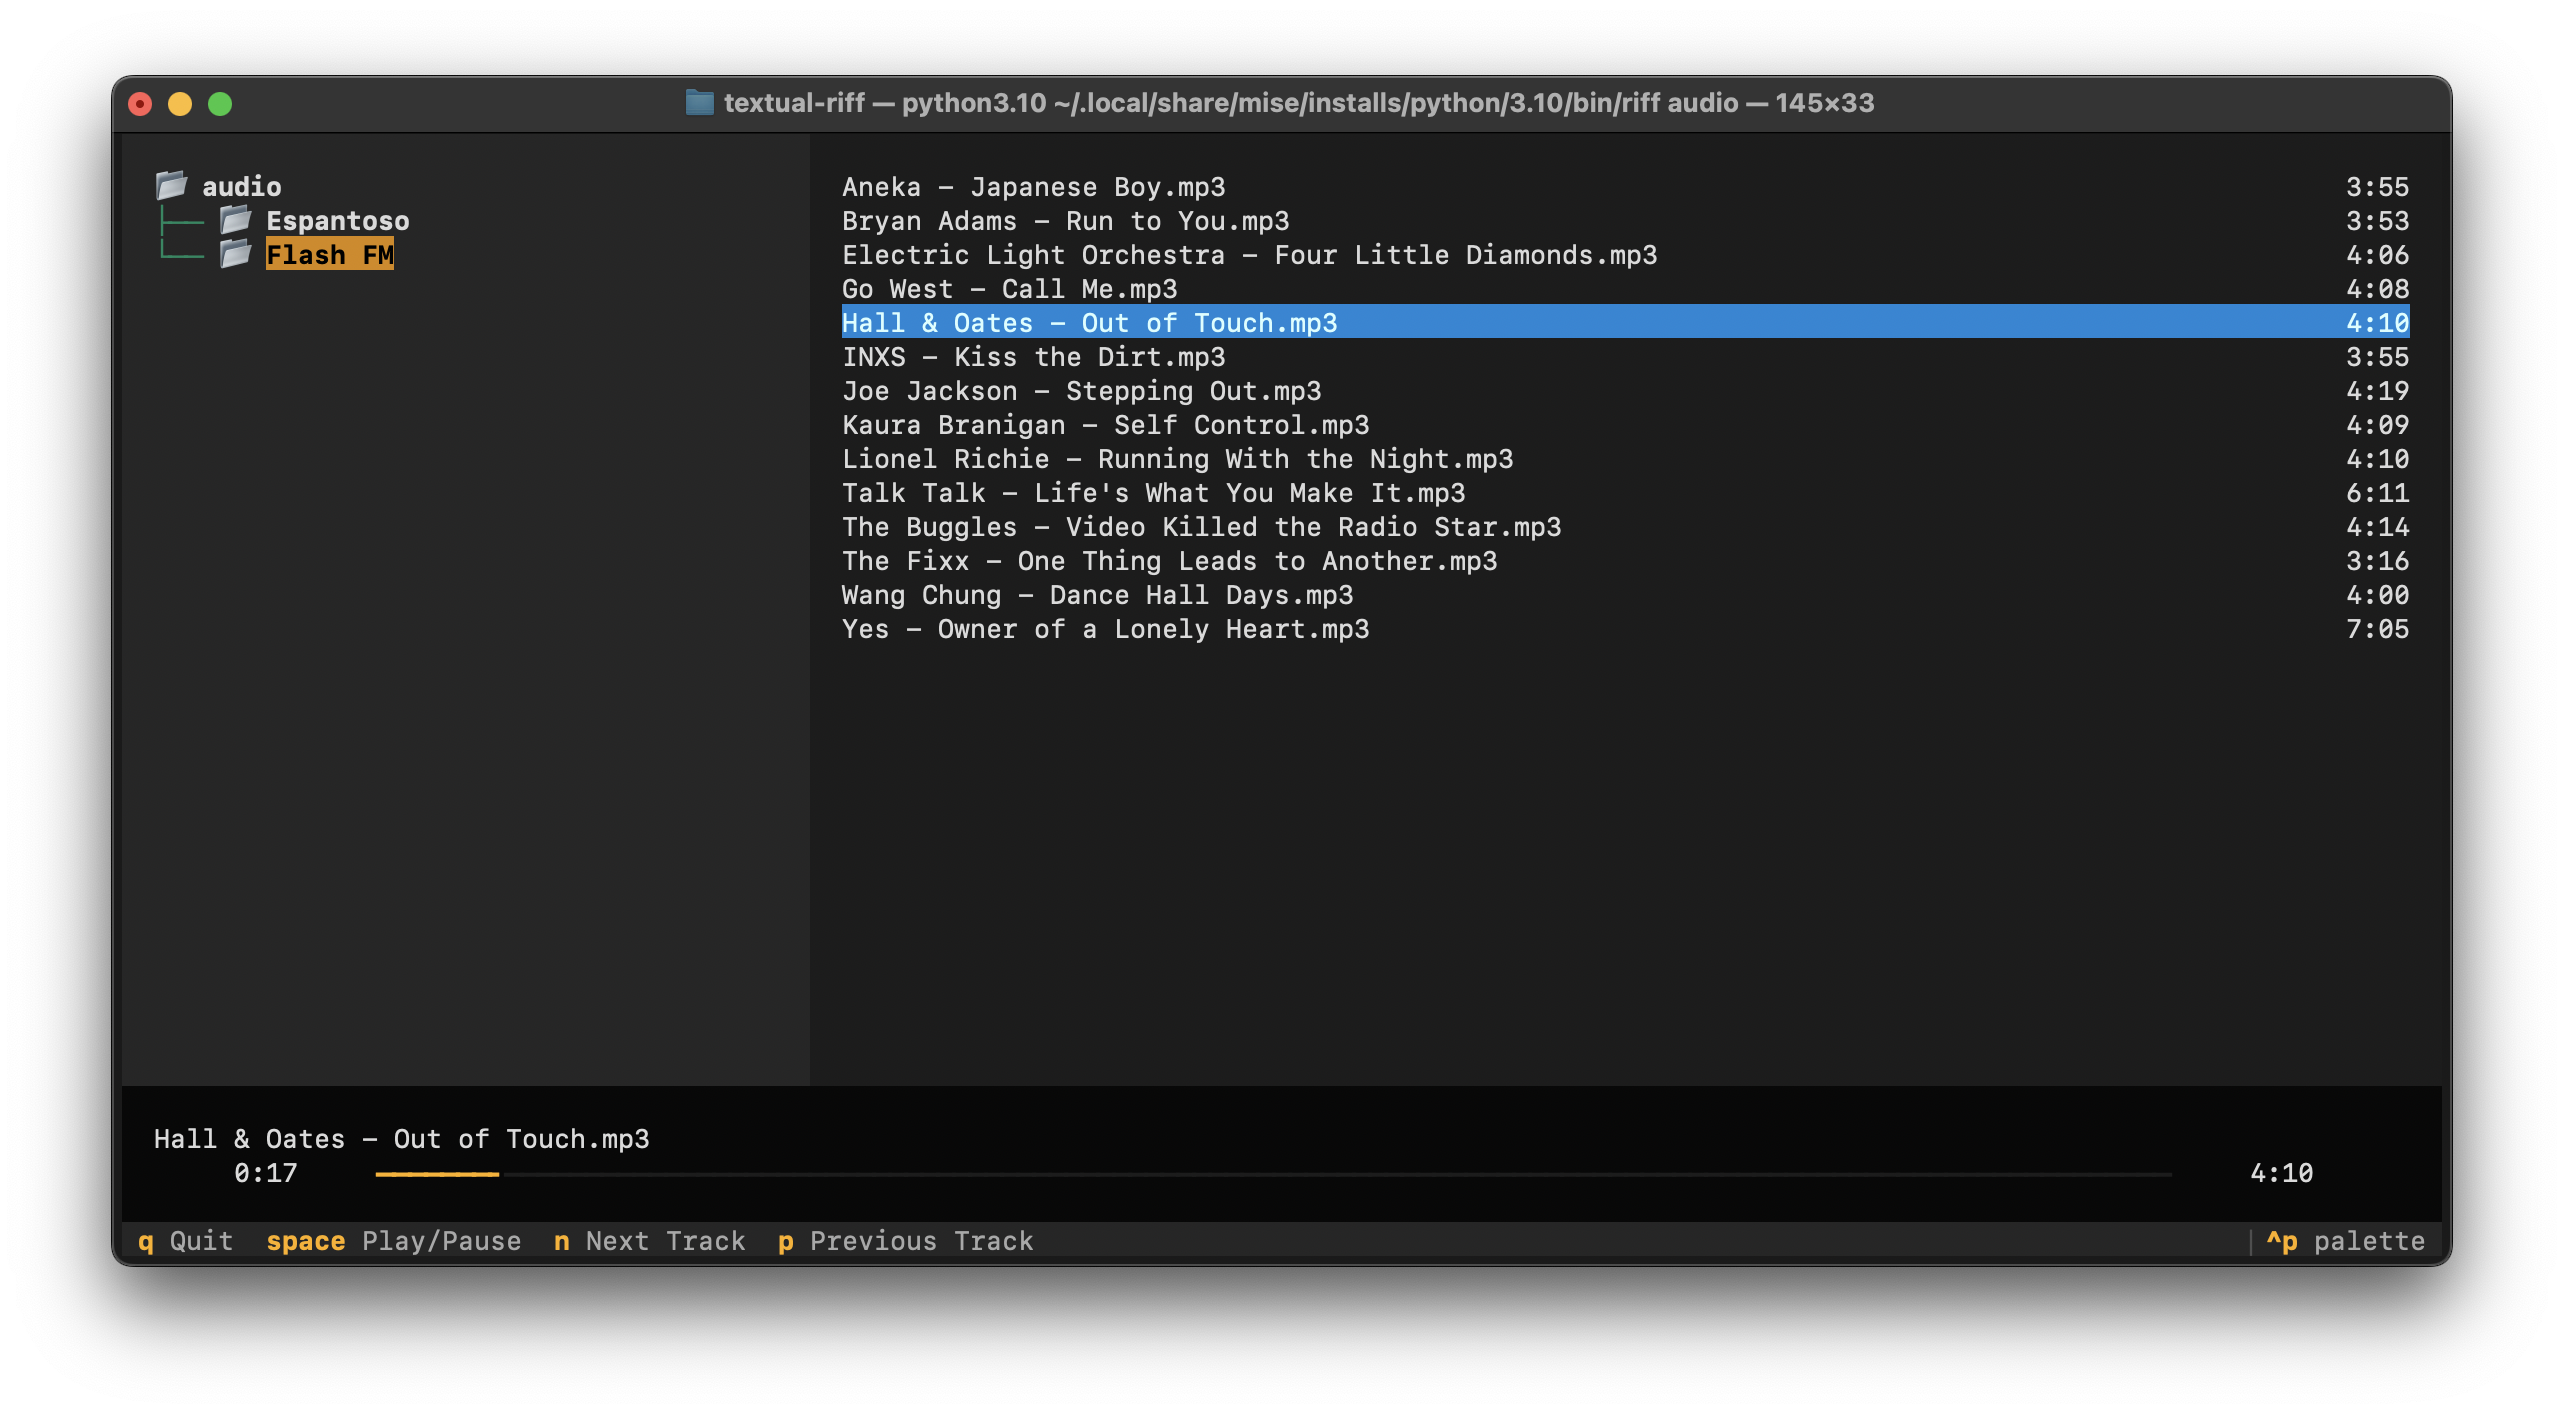 textual-riff — python3.10 ~/.local/share/mise/installs/python/3.10/bin/riff audio — 145×33
audio
Espantoso
Flash FM
Aneka – Japanese Boy.mp3 3:55
Bryan Adams – Run to You.mp3 3:53
Electric Light Orchestra – Four Little Diamonds.mp3 4:06
Go West – Call Me.mp3 4:08
Hall & Oates – Out of Touch.mp3 4:10
INXS – Kiss the Dirt.mp3 3:55
Joe Jackson – Stepping Out.mp3 4:19
Kaura Branigan – Self Control.mp3 4:09
Lionel Richie – Running With the Night.mp3 4:10
Talk Talk – Life's What You Make It.mp3 6:11
The Buggles – Video Killed the Radio Star.mp3 4:14
The Fixx – One Thing Leads to Another.mp3 3:16
Wang Chung – Dance Hall Days.mp3 4:00
Yes – Owner of a Lonely Heart.mp3 7:05
Hall & Oates – Out of Touch.mp3
0:17 4:10
q Quit space Play/Pause n Next Track p Previous Track ^p palette